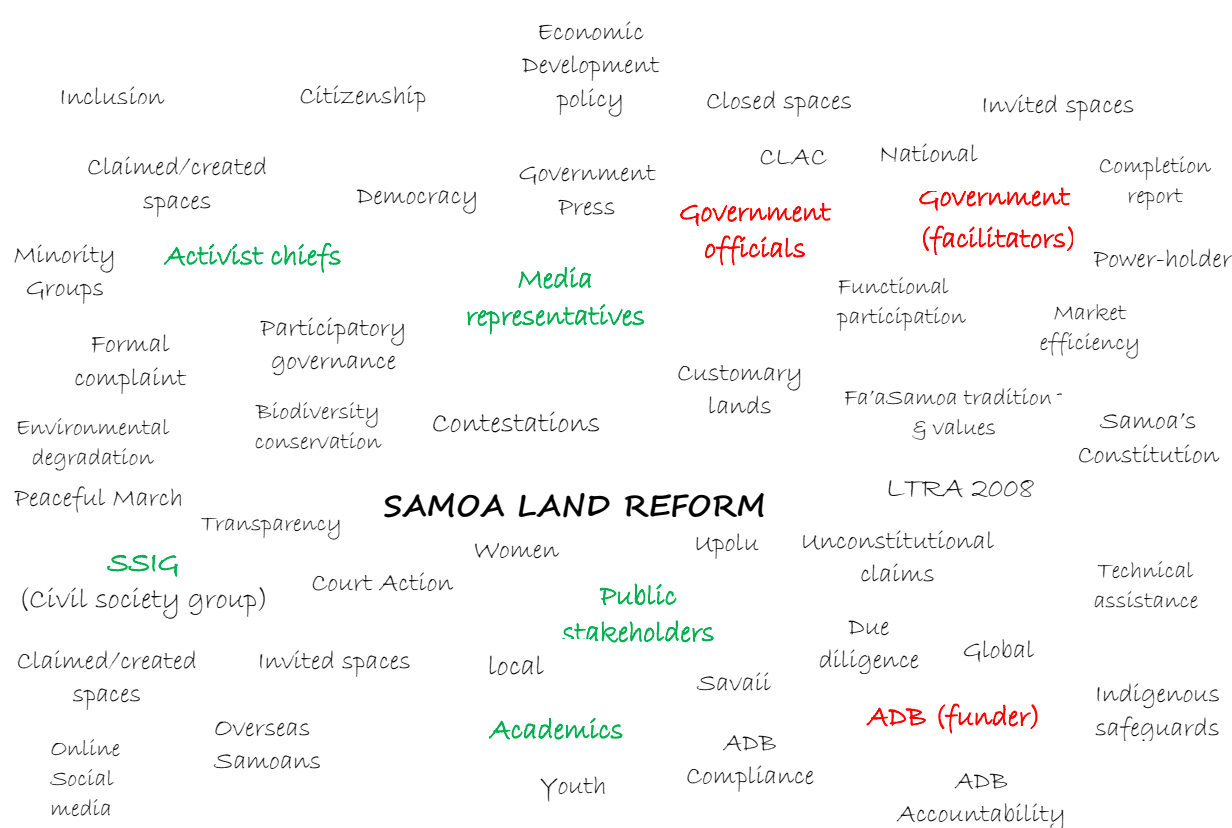 Economic
Development
policy
Inclusion
Citizenship
Closed spaces
Invited spaces
Claimed/created
spaces
Democracy
Government
Press
CLAC
National
Completion
report
Government
officials
Government
(facilitators)
Minority
Groups
Activist chiefs
Media
representatives
Power-holder
Functional
participation
Market
efficiency
Formal
complaint
Participatory
governance
Customary
lands
Fa'aSamoa tradition
& values
Samoa's
Constitution
Environmental
degradation
Biodiversity
conservation
Contestations
Peaceful March
Transparency
SAMOA LAND REFORM
LTRA 2008
Women
Upolu
Unconstitutional
claims
SSIG
(Civil society group)
Court Action
Public
stakeholders
Technical
assistance
Due
diligence
Global
Claimed/created
spaces
Invited spaces
local
Savaii
Indigenous
safeguards
Overseas
Samoans
Academics
ADB (funder)
Online
Social
media
Youth
ADB
Compliance
ADB
Accountability